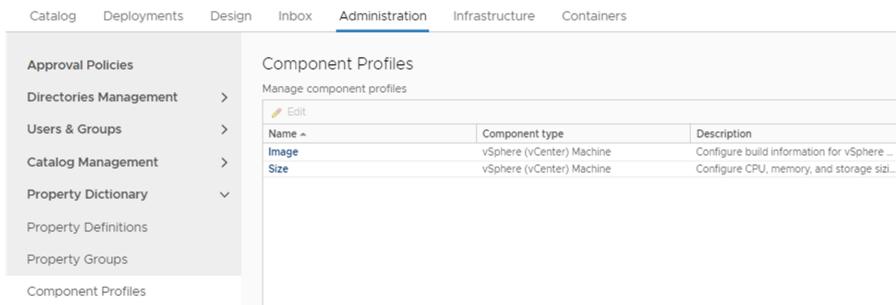 Catalog Deployments Design Inbox Administration Infrastructure Containers
Approval Policies
Directories Management
Users & Groups
Catalog Management
Property Dictionary
Property Definitions
Property Groups
Component Profiles
Component Profiles
Manage component profiles
Edit
Name Component type Description
Image vSphere (vCenter) Machine Configure build information for vSphere ...
Size vSphere (vCenter) Machine Configure CPU, memory, and storage sizi...